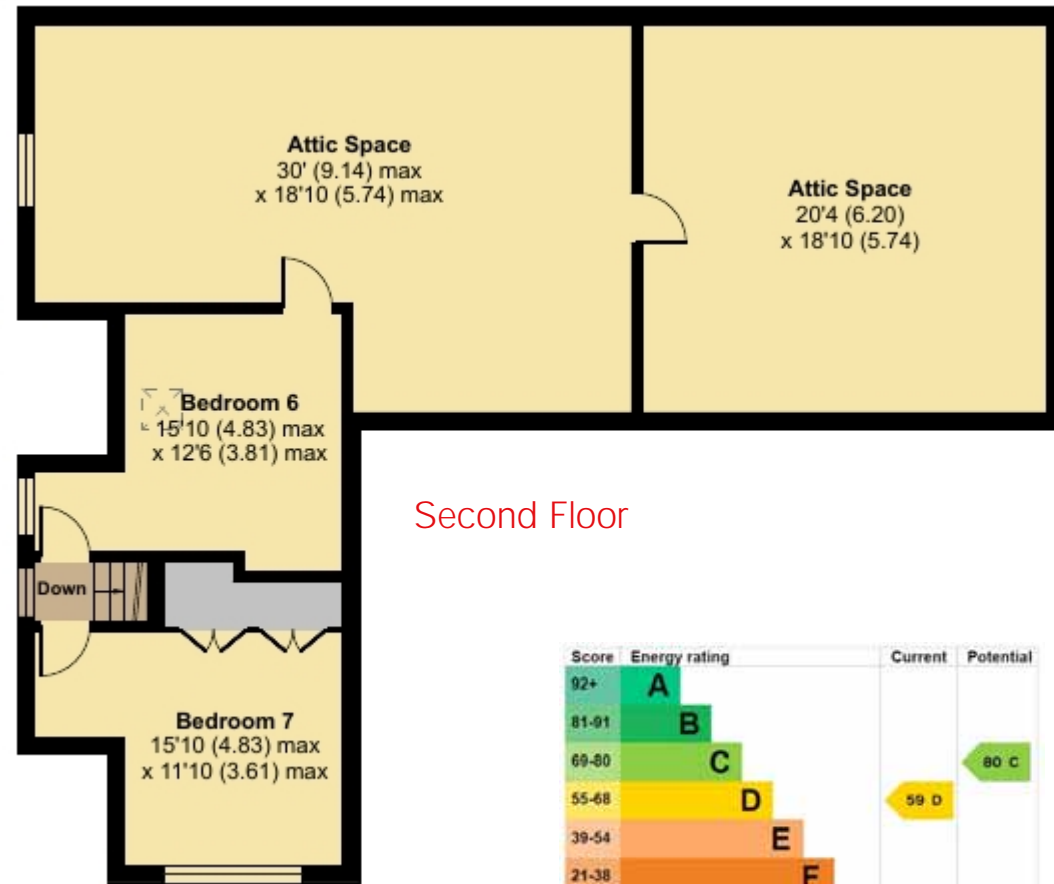 Attic Space
30' (9.14) max
x 18'10 (5.74) max
Attic Space
20'4 (6.20)
x 18'10 (5.74)
Bedroom 6
15'10 (4.83) max
x 12'6 (3.81) max
Second Floor
Down
Bedroom 7
15'10 (4.83) max
x 11'10 (3.61) max
Score Energy rating Current Potential
92+ A
81-91 B
69-80 C 80 C
55-68 D 59 D
39-54 E
21-38 F